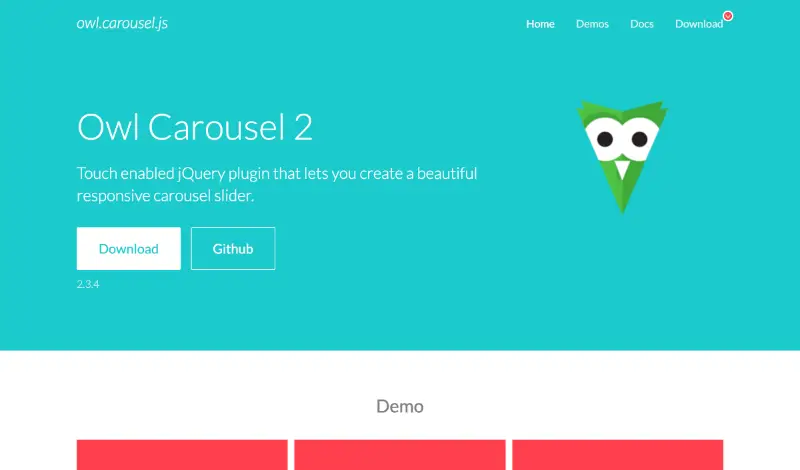 owl.carousel.js
Home Demos Docs Download
Owl Carousel 2
Touch enabled jQuery plugin that lets you create a beautiful
responsive carousel slider.
Download Github
2.3.4
Demo